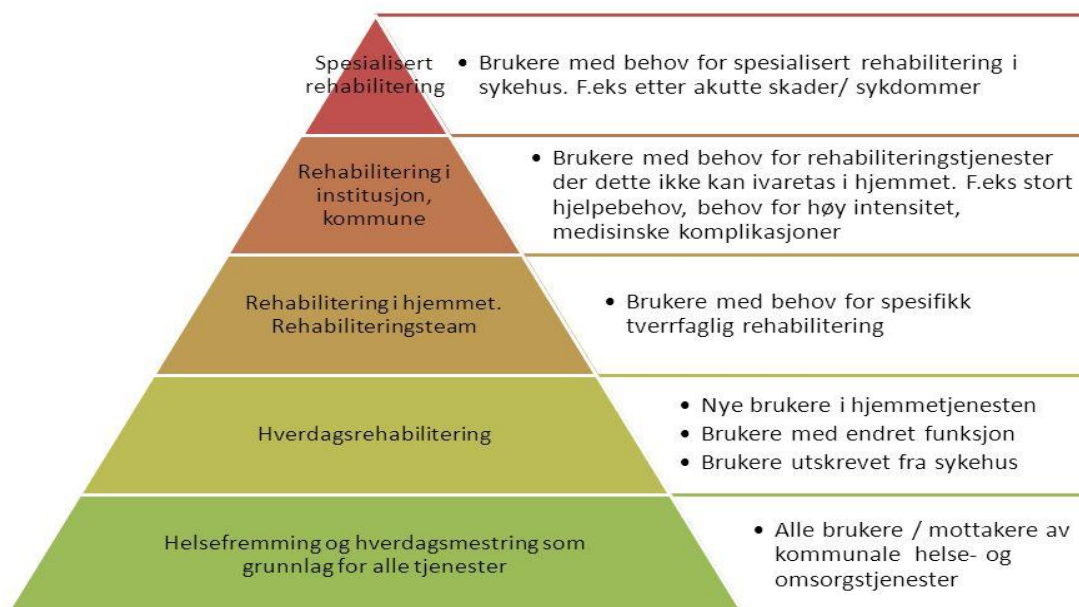 Spesialisert
rehabilitering
• Brukere med behov for spesialisert rehabilitering i
sykehus. F.eks etter akutte skader/ sykdommer
Rehabilitering i
institusjon,
kommune
• Brukere med behov for rehabiliteringstjenester
der dette ikke kan ivaretas i hjemmet. F.eks stort
hjelpebehov, behov for høy intensitet,
medisinske komplikasjoner
Rehabilitering i hjemmet.
Rehabiliteringsteam
• Brukere med behov for spesifikk
tverrfaglig rehabilitering
Hverdagsrehabilitering
• Nye brukere i hjemmetjenesten
• Brukere med endret funksjon
• Brukere utskrevet fra sykehus
Helsefremming og hverdagsmestring som
grunnlag for alle tjenester
• Alle brukere / mottakere av
kommunale helse- og
omsorgstjenester